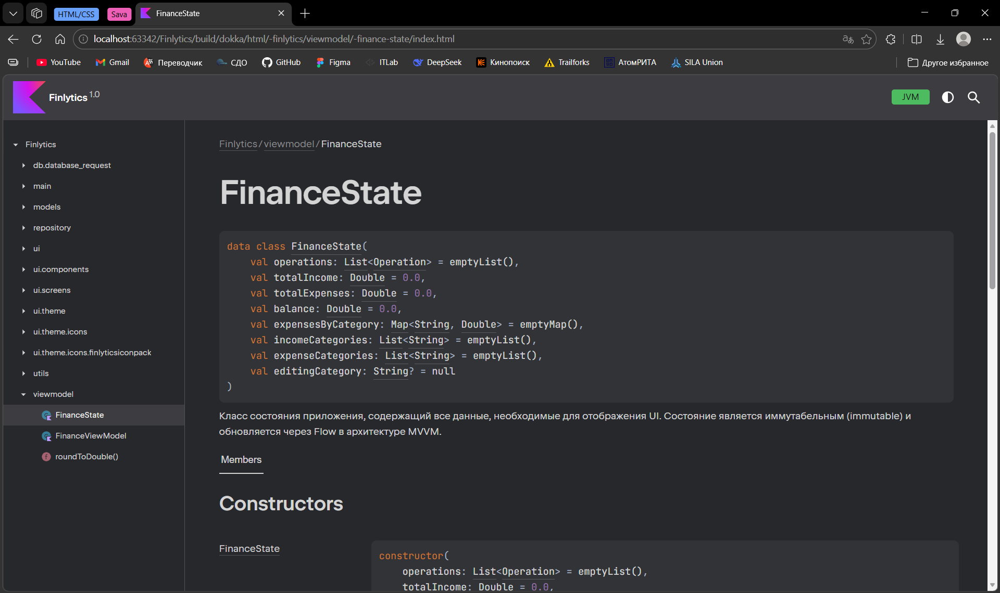 HTML/CSS
Sava
FinanceState
localhost:63342/Finlytics/build/dokka/html/-finlytics/viewmodel/-finance-state/index.html
YouTube
Gmail
Переводчик
СДО
GitHub
Figma
ITLab
DeepSeek
Кинопоиск
Trailforks
АтомРИТА
SILA Union
Другое избранное
Finlytics 1.0
JVM
Finlytics
db.database_request
main
models
repository
ui
ui.components
ui.screens
ui.theme
ui.theme.icons
ui.theme.icons.finlyticsiconpack
utils
viewmodel
FinanceState
FinanceViewModel
f roundToDouble()
Finlytics/viewmodel/FinanceState
FinanceState
data class FinanceState(
    val operations: List<Operation> = emptyList(),
    val totalIncome: Double = 0.0,
    val totalExpenses: Double = 0.0,
    val balance: Double = 0.0,
    val expensesByCategory: Map<String, Double> = emptyMap(),
    val incomeCategories: List<String> = emptyList(),
    val expenseCategories: List<String> = emptyList(),
    val editingCategory: String? = null
)
Класс состояния приложения, содержащий все данные, необходимые для отображения UI. Состояние является иммутабельным (immutable) и
обновляется через Flow в архитектуре MVVM.
Members
Constructors
FinanceState
constructor(
    operations: List<Operation> = emptyList(),
    totalIncome: Double = 0.0,